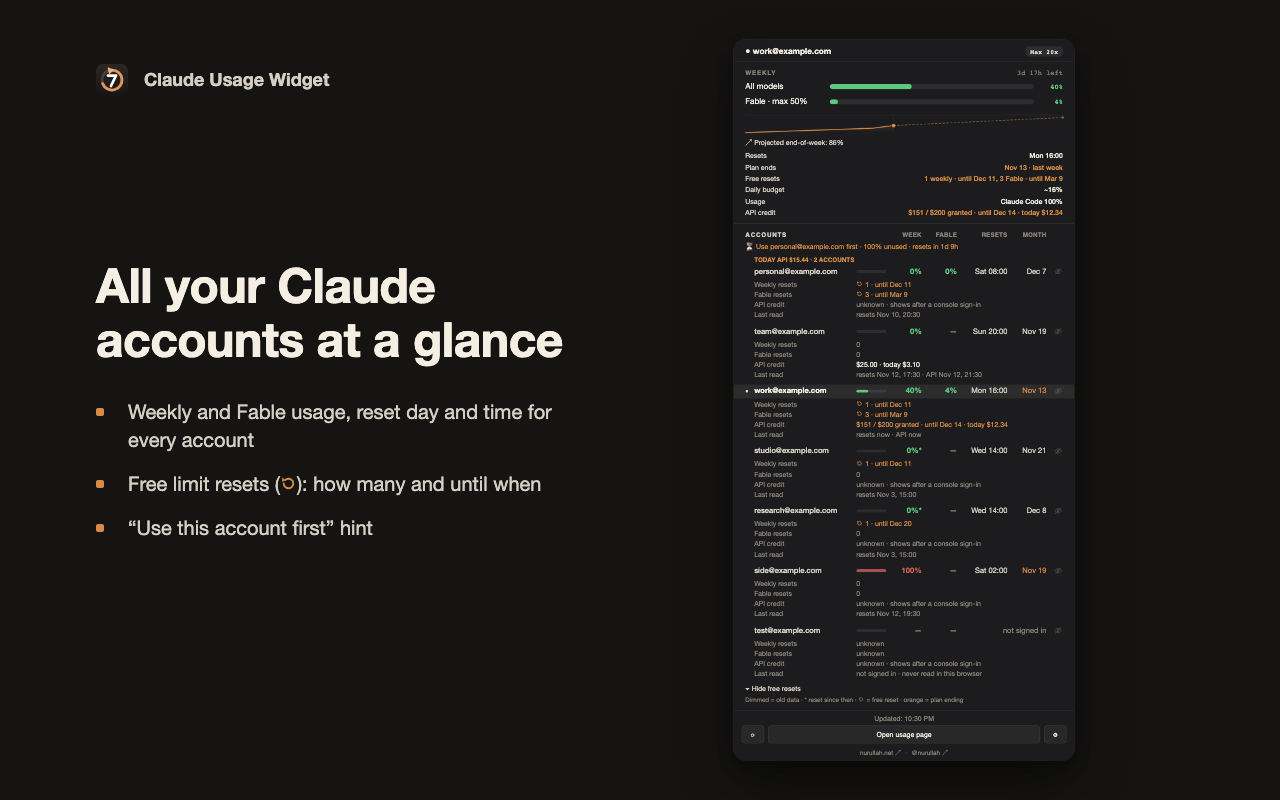 7 Claude Usage Widget
All your Claude
accounts at a glance
Weekly and Fable usage, reset day and time for
every account
Free limit resets (): how many and until when
“Use this account first” hint
work@example.com Max 20x
WEEKLY 3d 17h left
All models 40%
Fable · max 50% 4%
↗ Projected end-of-week: 86%
Resets Mon 16:00
Plan ends Nov 13 · last week
Free resets 1 weekly · until Dec 11, 3 Fable · until Mar 9
Daily budget ~16%
Usage Claude Code 100%
API credit $151 / $200 granted · until Dec 14 · today $12.34
ACCOUNTS WEEK FABLE RESETS MONTH
⏳ Use personal@example.com first · 100% unused · resets in 1d 9h
TODAY API $15.44 · 2 ACCOUNTS
personal@example.com 0% 0% Sat 08:00 Dec 7
Weekly resets 1 · until Dec 11
Fable resets 3 · until Mar 9
API credit unknown · shows after a console sign-in
Last read resets Nov 10, 20:30
team@example.com 0% – Sun 20:00 Nov 19
Weekly resets 0
Fable resets 0
API credit $25.00 · today $3.10
Last read resets Nov 12, 17:30 · API Nov 12, 21:30
work@example.com 40% 4% Mon 16:00 Nov 13
Weekly resets 1 · until Dec 11
Fable resets 3 · until Mar 9
API credit $151 / $200 granted · until Dec 14 · today $12.34
Last read resets now · API now
studio@example.com 0%* – Wed 14:00 Nov 21
Weekly resets 1 · until Dec 11
Fable resets 0
API credit unknown · shows after a console sign-in
Last read resets Nov 3, 15:00
research@example.com 0%* – Wed 14:00 Dec 8
Weekly resets 1 · until Dec 20
Fable resets 0
API credit unknown · shows after a console sign-in
Last read resets Nov 3, 15:00
side@example.com 100% – Sat 02:00 Nov 19
Weekly resets 0
Fable resets 0
API credit unknown · shows after a console sign-in
Last read resets Nov 12, 19:30
test@example.com – – not signed in
Weekly resets unknown
Fable resets unknown
API credit unknown · shows after a console sign-in
Last read not signed in · never read in this browser
Hide free resets
Dimmed = old data · * reset since then · = free reset · orange = plan ending
Updated: 10:30 PM
Open usage page
nurullah.net ↗ · @nurullah ↗